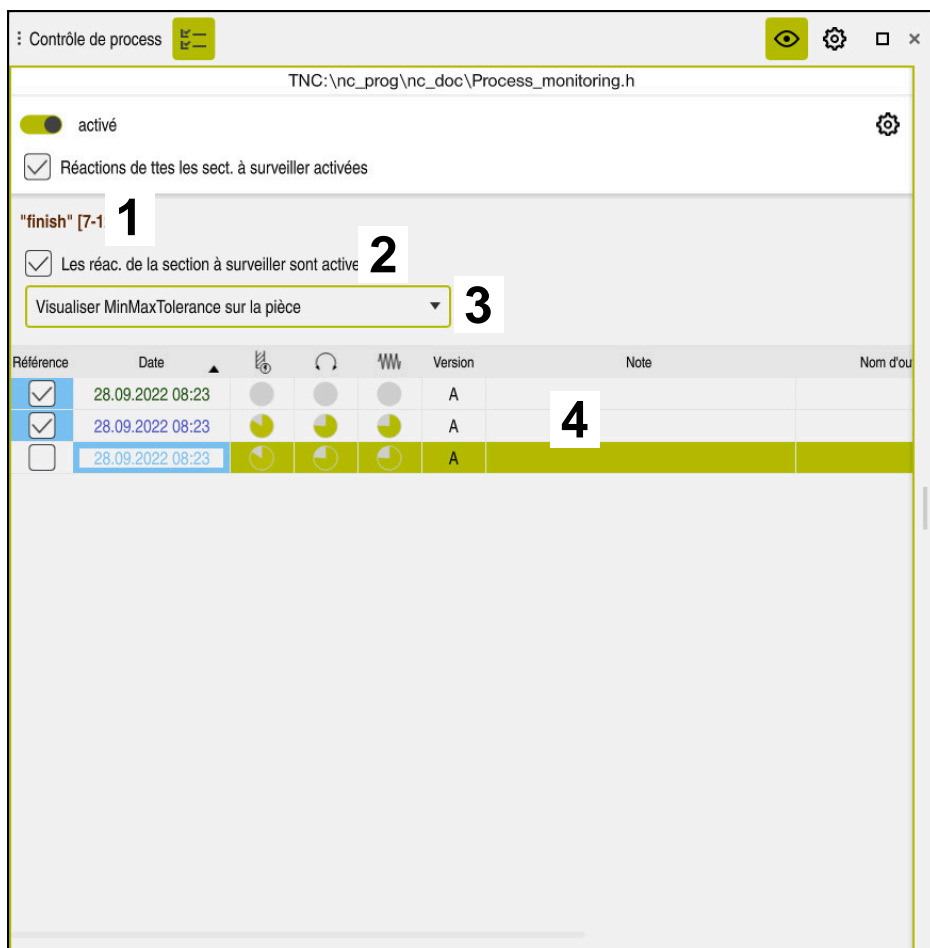 Contrôle de process
TNC:\nc_prog\nc_doc\Process_monitoring.h
activé
Réactions de ttes les sect. à surveiller activées
"finish" [7-1 1
Les réac. de la section à surveiller sont active 2
Visualiser MinMaxTolerance sur la pièce 3
Référence Date Version Note Nom d'ou
28.09.2022 08:23 A
28.09.2022 08:23 A 4
28.09.2022 08:23 A